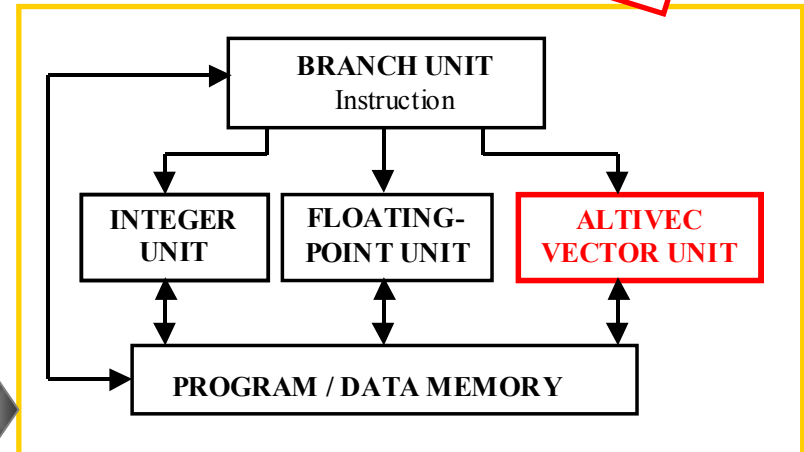 BRANCH UNIT
Instruction
INTEGER
UNIT
FLOATING-
POINT UNIT
ALTIVEC
VECTOR UNIT
PROGRAM / DATA MEMORY